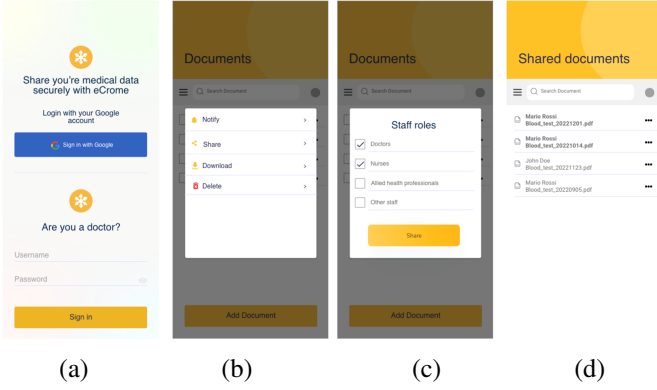 Share you're medical data
securely with eCrome
Login with your Google
account
Sign in with Google
Are you a doctor?
Username
Password
Sign in
(a)
Documents
Search Document
Notify
Share
Download
Delete
Add Document
(b)
Documents
Search Document
Staff roles
Doctors
Nurses
Allied health professionals
Other staff
Share
Add Document
(c)
Shared documents
Search Document
Mario Rossi
Blood_test_20221201.pdf
Mario Rossi
Blood_test_20221014.pdf
John Doe
Blood_test_20221123.pdf
Mario Rossi
Blood_test_20220905.pdf
(d)